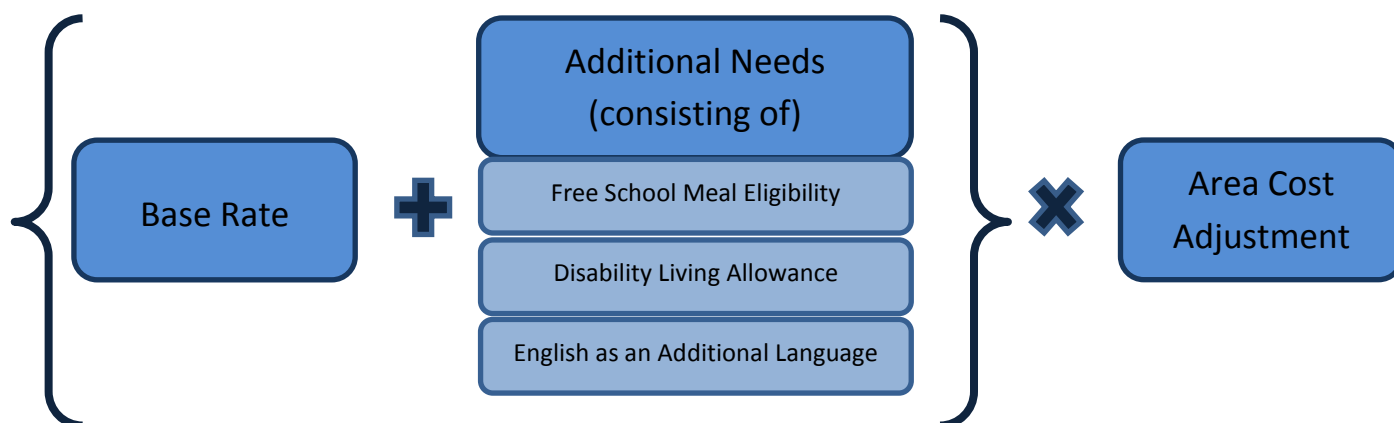 Base Rate
Additional Needs
(consisting of)
Free School Meal Eligibility
Disability Living Allowance
English as an Additional Language
Area Cost
Adjustment